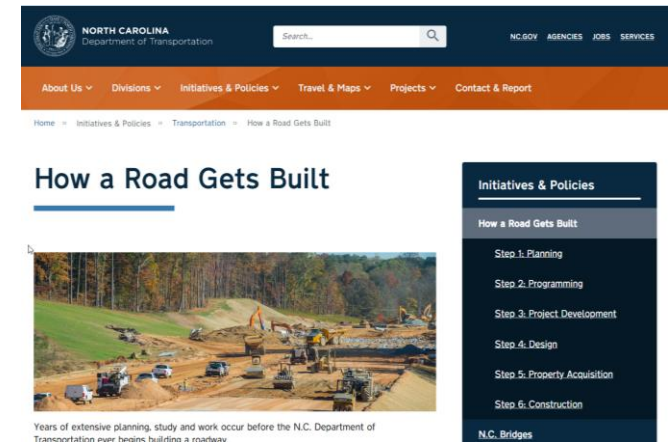 NORTH CAROLINA
Department of Transportation
Search...
NC.GOV AGENCIES JOBS SERVICES
About Us Divisions Initiatives & Policies Travel & Maps Projects Contact & Report
Home Initiatives & Policies Transportation How a Road Gets Built
How a Road Gets Built
Years of extensive planning, study and work occur before the N.C. Department of
Transportation ever begins building a roadway
Initiatives & Policies
How a Road Gets Built
Step 1: Planning
Step 2: Programming
Step 3: Project Development
Step 4: Design
Step 5: Property Acquisition
Step 6: Construction
N.C. Bridges